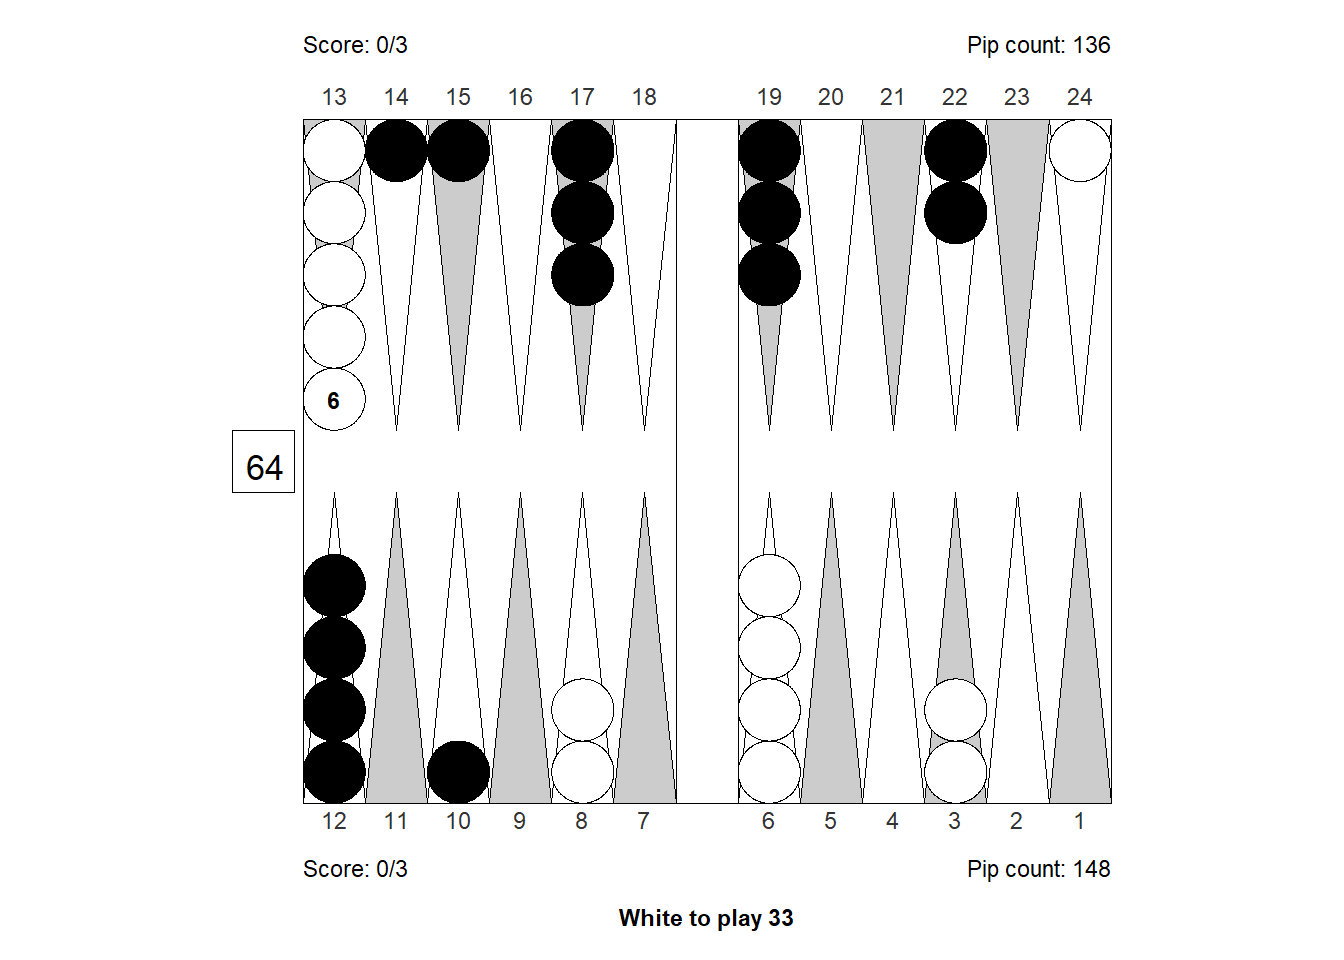 Score: 0/3 Pip count: 136
13 14 15 16 17 18 19 20 21 22 23 24
6
64
12 11 10 9 8 7 6 5 4 3 2 1
Score: 0/3 Pip count: 148
White to play 33